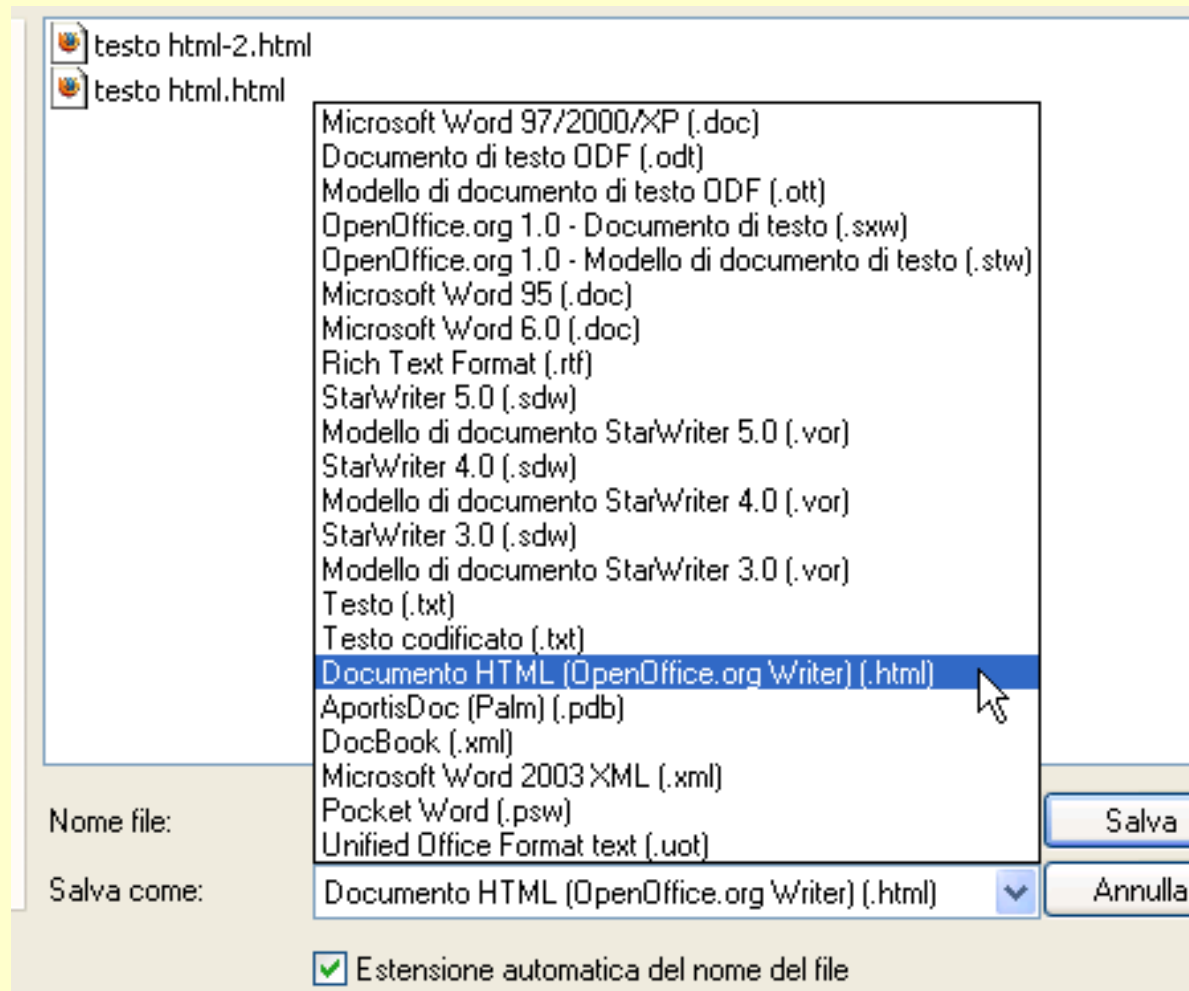 testo html-2.html
testo html.html
Microsoft Word 97/2000/XP (.doc)
Documento di testo ODF (.odt)
Modello di documento di testo ODF (.ott)
OpenOffice.org 1.0 - Documento di testo (.sxw)
OpenOffice.org 1.0 - Modello di documento di testo (.stw)
Microsoft Word 95 (.doc)
Microsoft Word 6.0 (.doc)
Rich Text Format (.rtf)
StarWriter 5.0 (.sdw)
Modello di documento StarWriter 5.0 (.vor)
StarWriter 4.0 (.sdw)
Modello di documento StarWriter 4.0 (.vor)
StarWriter 3.0 (.sdw)
Modello di documento StarWriter 3.0 (.vor)
Testo (.txt)
Testo codificato (.txt)
Documento HTML (OpenOffice.org Writer) (.html)
AportisDoc (Palm) (.pdb)
DocBook (.xml)
Microsoft Word 2003 XML (.xml)
Pocket Word (.psw)
Unified Office Format text (.uot)
Nome file:
Salva
Salva come:
Documento HTML (OpenOffice.org Writer) (.html)
Annulla
Estensione automatica del nome del file